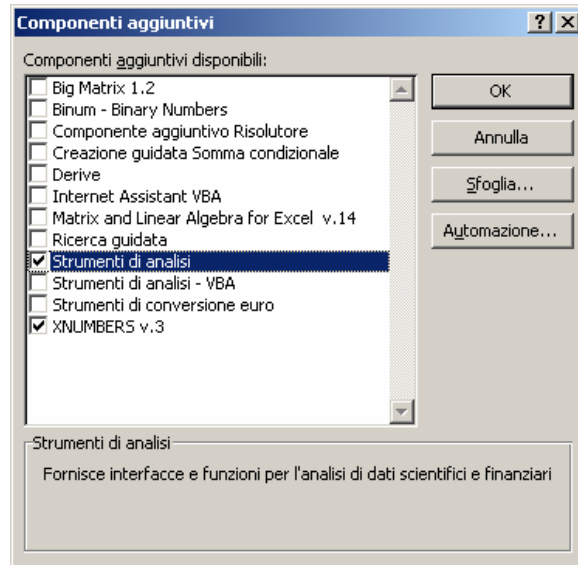 Componenti aggiuntivi
Componenti aggiuntivi disponibili:
Big Matrix 1.2
Binum - Binary Numbers
Componente aggiuntivo Risolutore
Creazione guidata Somma condizionale
Derive
Internet Assistant VBA
Matrix and Linear Algebra for Excel v.14
Ricerca guidata
Strumenti di analisi
Strumenti di analisi - VBA
Strumenti di conversione euro
XNUMBERS v.3
OK
Annulla
Sfoglia...
Automazione...
Strumenti di analisi
Fornisce interfacce e funzioni per l'analisi di dati scientifici e finanziari